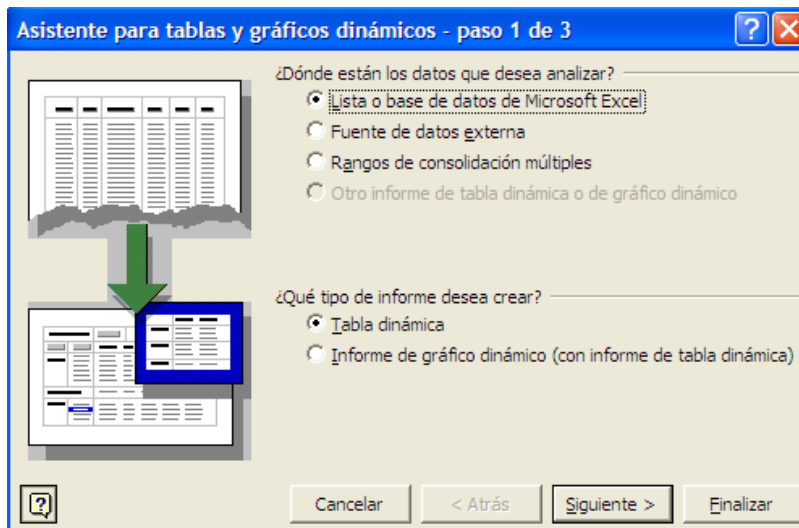 Asistente para tablas y gráficos dinámicos - paso 1 de 3
¿Dónde están los datos que desea analizar?
Lista o base de datos de Microsoft Excel
Fuente de datos externa
Rangos de consolidación múltiples
Otro informe de tabla dinámica o de gráfico dinámico
¿Qué tipo de informe desea crear?
Tabla dinámica
Informe de gráfico dinámico (con informe de tabla dinámica)
Cancelar
< Atrás
Siguiente >
Finalizar